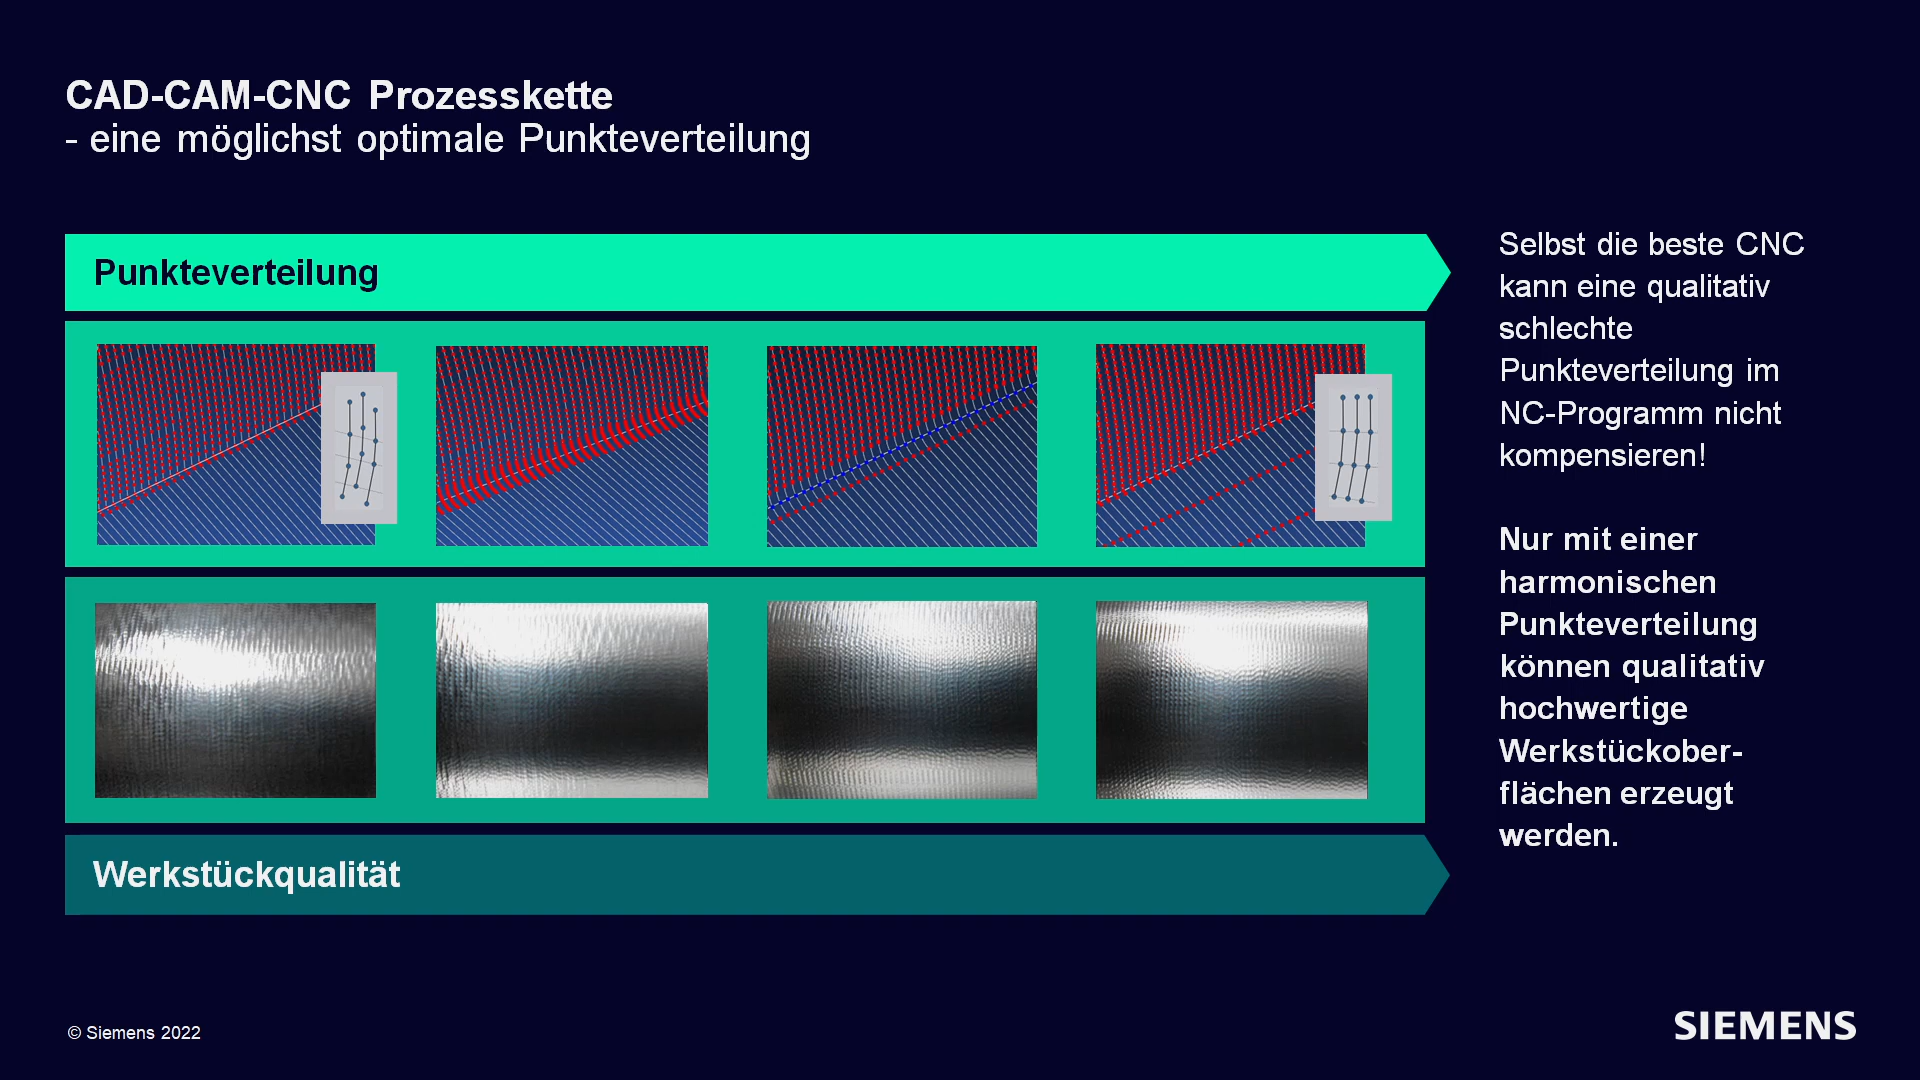 CAD-CAM-CNC Prozesskette
- eine möglichst optimale Punkteverteilung
Punkteverteilung
Werkstückqualität
Selbst die beste CNC
kann eine qualitativ
schlechte
Punkteverteilung im
NC-Programm nicht
kompensieren!
Nur mit einer
harmonischen
Punkteverteilung
können qualitativ
hochwertige
Werkstückober-
flächen erzeugt
werden.
© Siemens 2022
SIEMENS